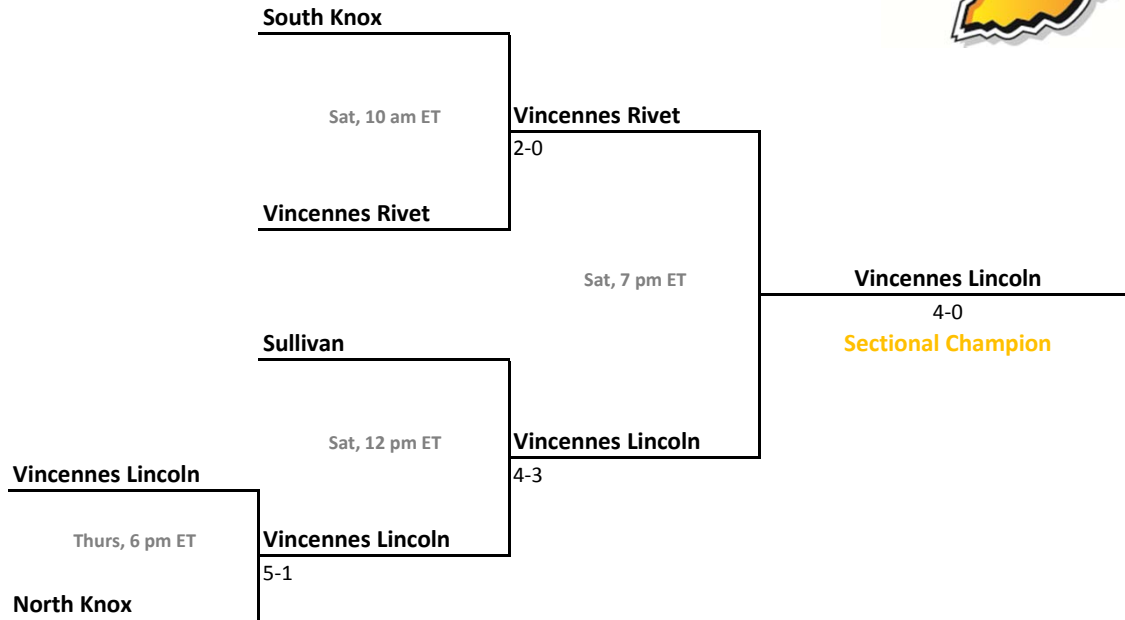 South Knox
Sat, 10 am ET
Vincennes Rivet
2-0
Vincennes Rivet
Sat, 7 pm ET
Vincennes Lincoln
4-0
Sectional Champion
Sullivan
Sat, 12 pm ET
Vincennes Lincoln
4-3
Vincennes Lincoln
Thurs, 6 pm ET
Vincennes Lincoln
5-1
North Knox